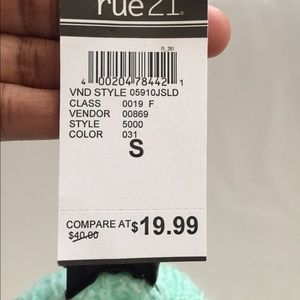 rue21.
FL_281
4 00204 78442 1
VND STYLE 05910JSLD
CLASS 0019 F
VENDOR 00869
STYLE 5000
COLOR 031
S
COMPARE AT $19.99
$40.00